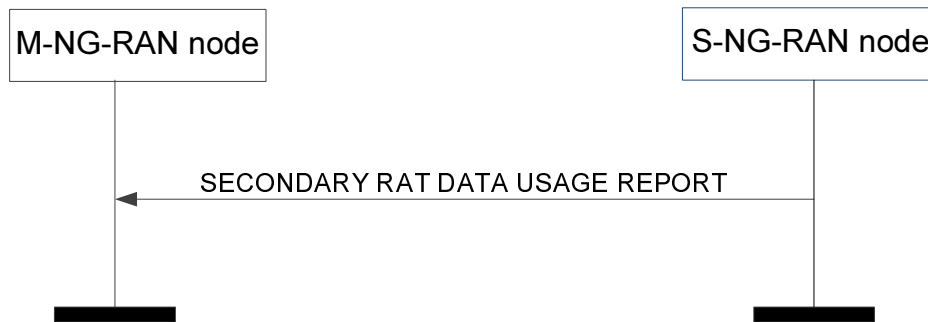 M-NG-RAN node
S-NG-RAN node
SECONDARY RAT DATA USAGE REPORT